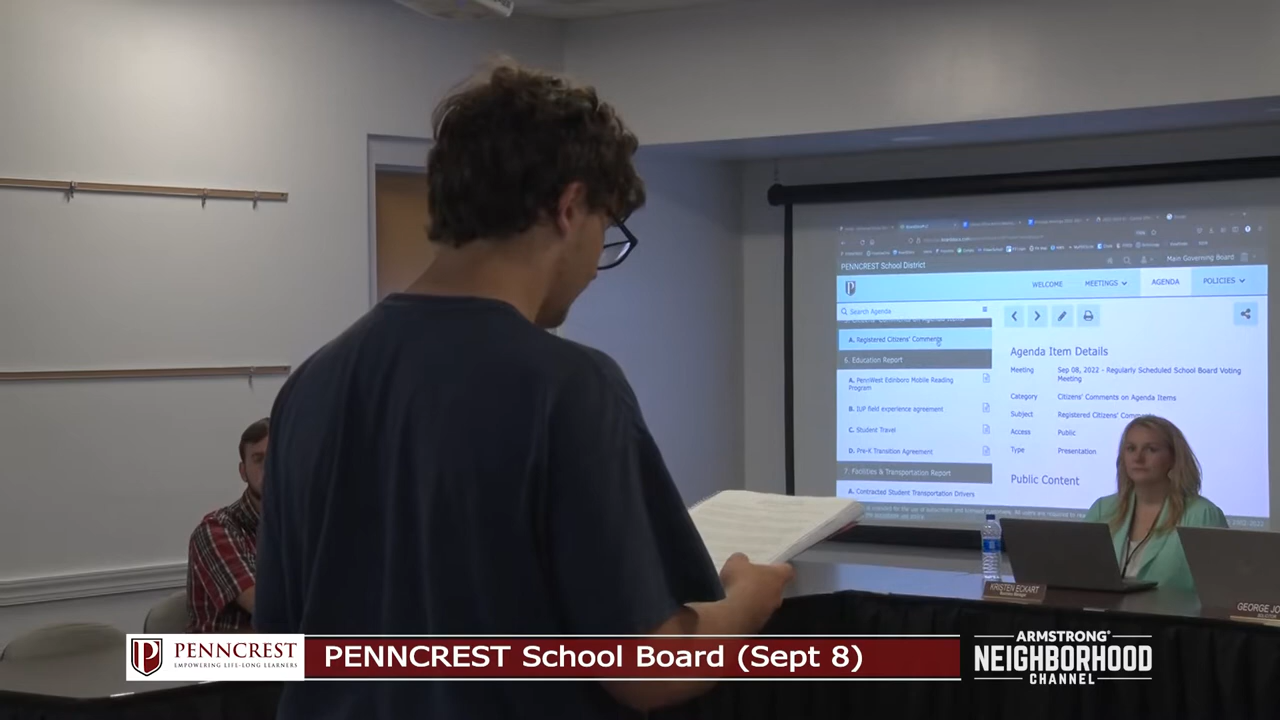 PENNCREST School District
Main Governing Board
WELCOME
MEETINGS
AGENDA
POLICIES
Search Agenda
A. Registered Citizens' Comments
6. Education Report
A. PennWest Edinboro Mobile Reading
Program
B. IUP field experience agreement
C. Student Travel
D. Pre-K Transition Agreement
7. Facilities & Transportation Report
A. Contracted Student Transportation Drivers
Agenda Item Details
Meeting Sep 08, 2022 - Regularly Scheduled School Board Voting
Meeting
Category Citizens' Comments on Agenda Items
Subject Registered Citizens' Comments
Access Public
Type Presentation
Public Content
KRISTEN ECKART
Business Manager
GEORGE JO
P PENNCREST
EMPOWERING LIFE-LONG LEARNERS
PENNCREST School Board (Sept 8)
ARMSTRONG®
NEIGHBORHOOD
CHANNEL